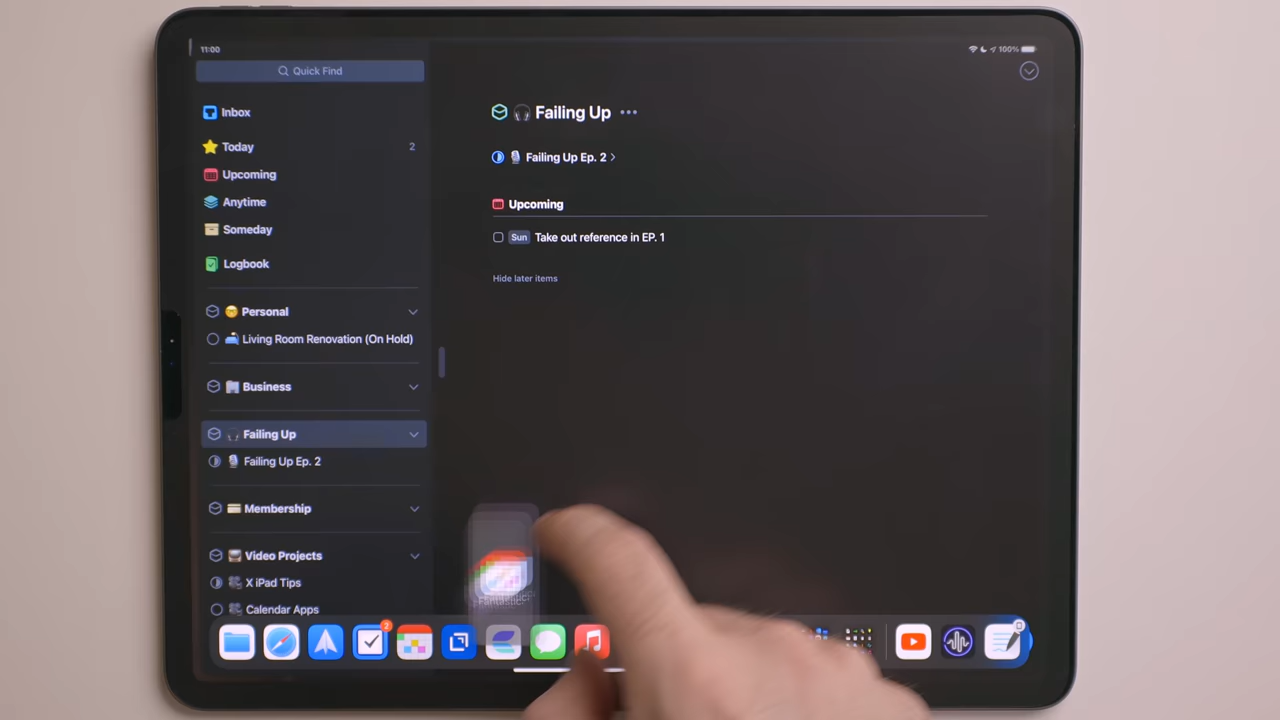 11:00
100%
Quick Find
Inbox
Today
2
Upcoming
Anytime
Someday
Logbook
Personal
Living Room Renovation (On Hold)
Business
Failing Up
Failing Up Ep. 2
Membership
Video Projects
X iPad Tips
Calendar Apps
Failing Up
Failing Up Ep. 2
Upcoming
Sun
Take out reference in EP. 1
Hide later items
2